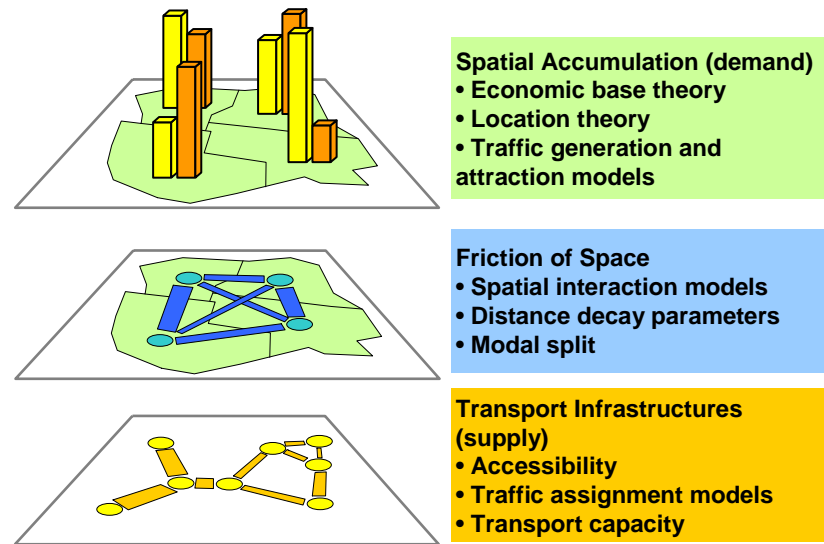 Spatial Accumulation (demand)
• Economic base theory
• Location theory
• Traffic generation and
attraction models
Friction of Space
• Spatial interaction models
• Distance decay parameters
• Modal split
Transport Infrastructures
(supply)
• Accessibility
• Traffic assignment models
• Transport capacity